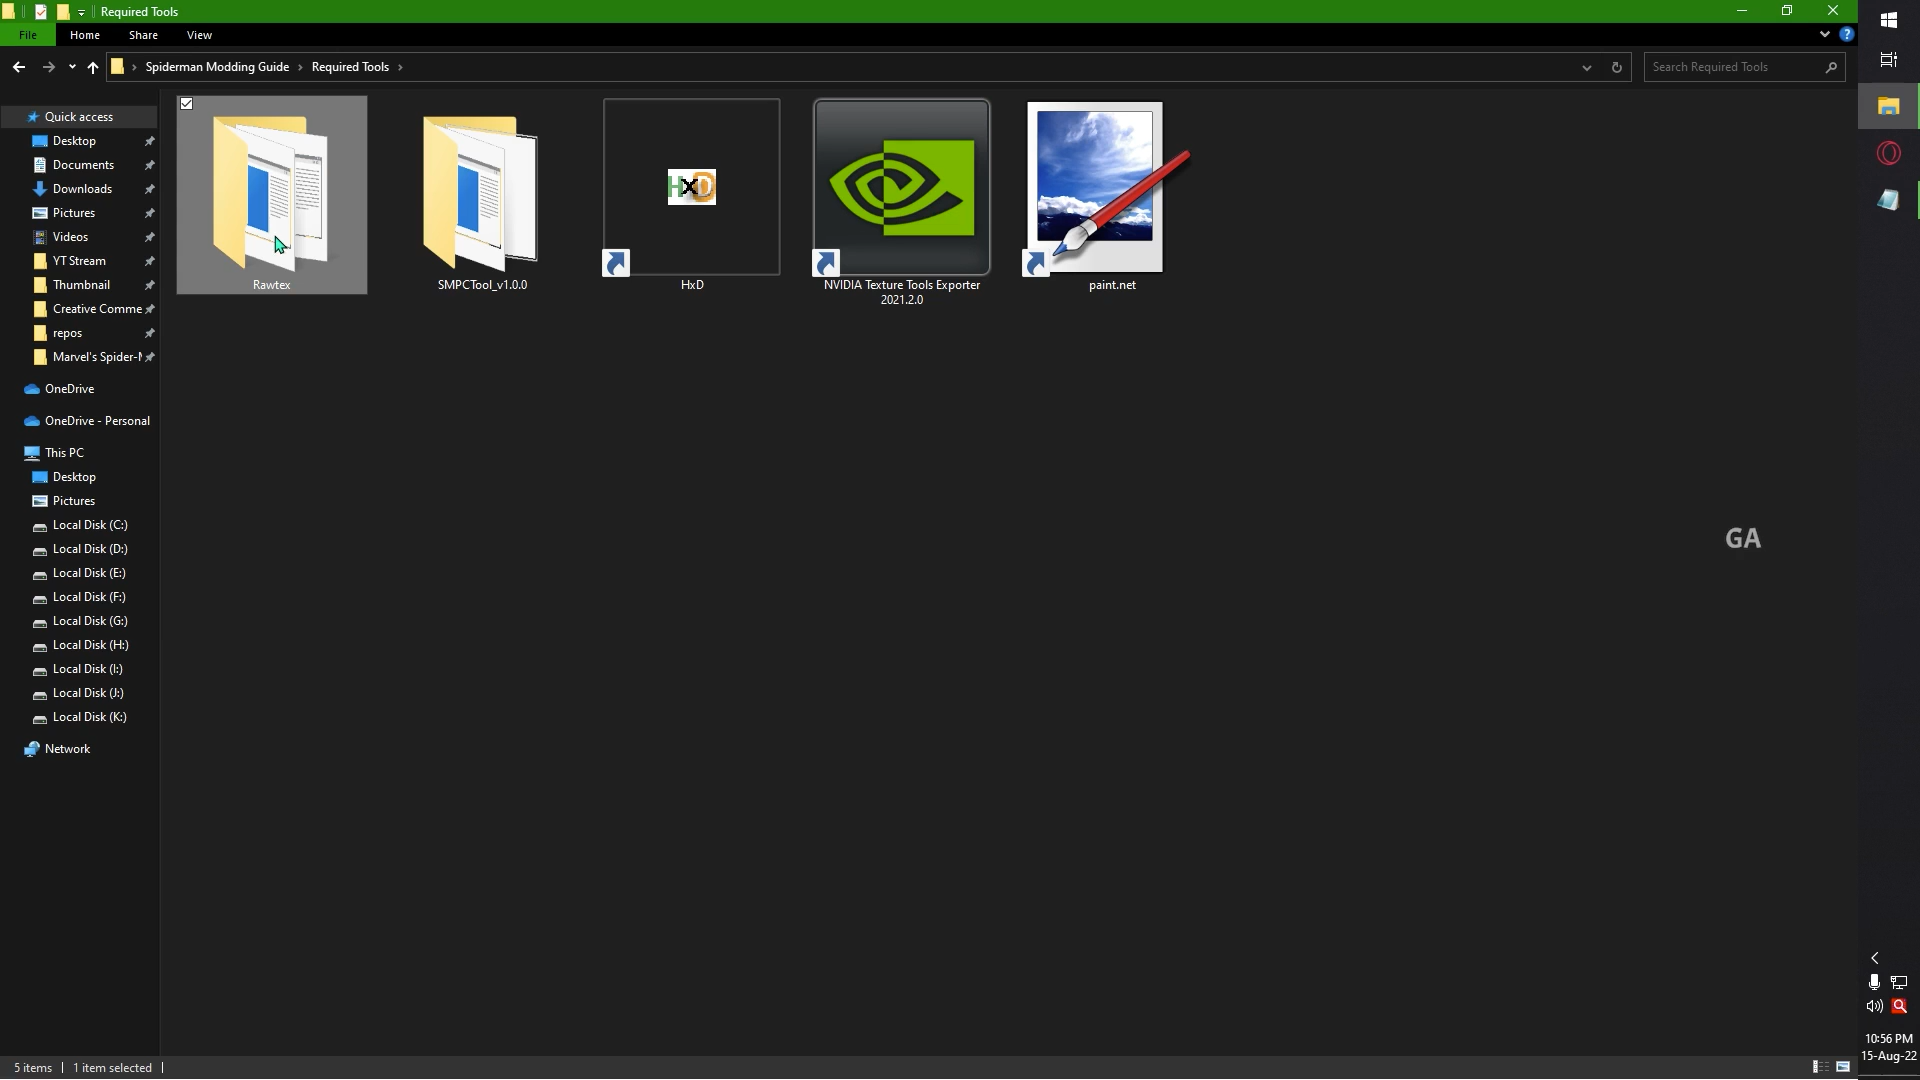 Required Tools
File Home Share View
Spiderman Modding Guide Required Tools
Search Required Tools
Quick access
Desktop
Documents
Downloads
Pictures
Videos
YT Stream
Thumbnail
Creative Comme
repos
Marvel's Spider-M
OneDrive
OneDrive - Personal
This PC
Desktop
Pictures
Local Disk (C:)
Local Disk (D:)
Local Disk (E:)
Local Disk (F:)
Local Disk (G:)
Local Disk (H:)
Local Disk (I:)
Local Disk (J:)
Local Disk (K:)
Network
HxD
Rawtex
SMPCTool_v1.0.0
HxD
NVIDIA Texture Tools Exporter
2021.2.0
paint.net
GA
5 items 1 item selected
10:56 PM
15-Aug-22